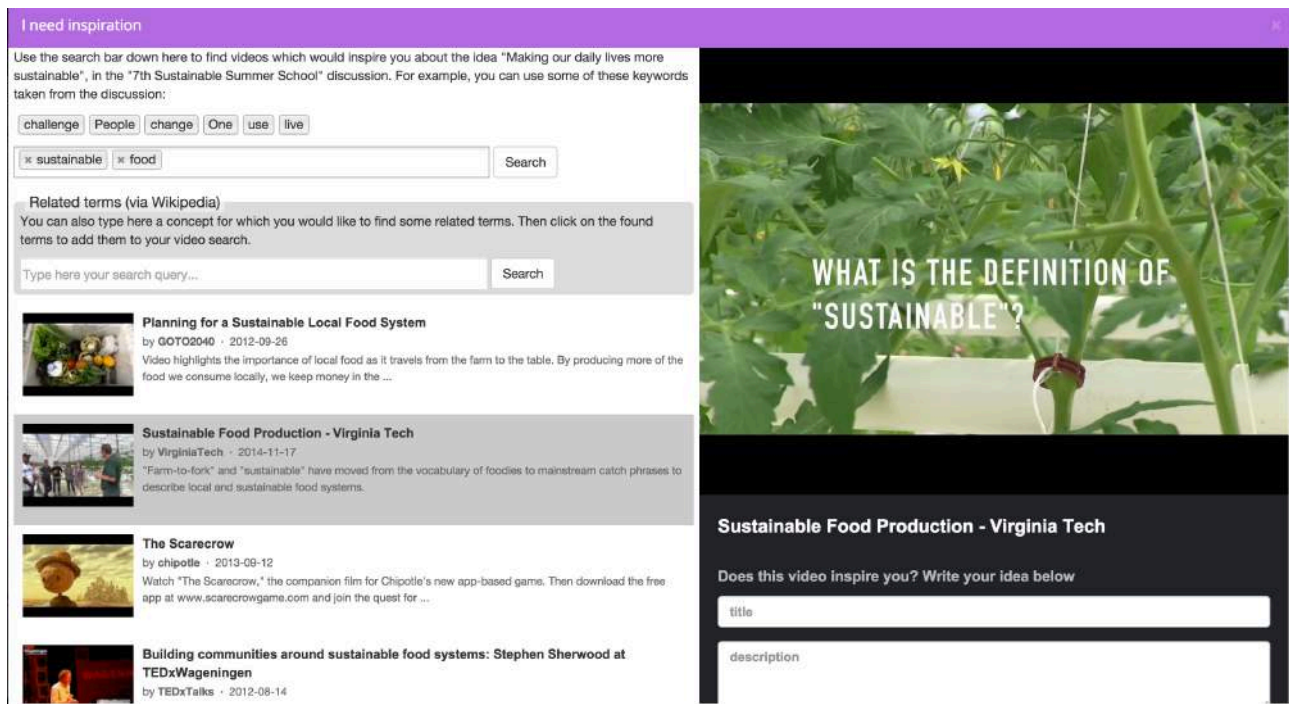 I need inspiration
×
Use the search bar down here to find videos which would inspire you about the idea "Making our daily lives more
sustainable", in the "7th Sustainable Summer School" discussion. For example, you can use some of these keywords
taken from the discussion:
challenge People change One use live
× sustainable × food Search
Related terms (via Wikipedia)
You can also type here a concept for which you would like to find some related terms. Then click on the found
terms to add them to your video search.
Type here your search query... Search
Planning for a Sustainable Local Food System
by GOTO2040 · 2012-09-26
Video highlights the importance of local food as it travels from the farm to the table. By producing more of the
food we consume locally, we keep money in the ...
Sustainable Food Production - Virginia Tech
by VirginiaTech · 2014-11-17
"Farm-to-fork" and "sustainable" have moved from the vocabulary of foodies to mainstream catch phrases to
describe local and sustainable food systems.
The Scarecrow
by chipotle · 2013-09-12
Watch "The Scarecrow," the companion film for Chipotle's new app-based game. Then download the free
app at www.scarecrowgame.com and join the quest for ...
Building communities around sustainable food systems: Stephen Sherwood at
TEDxWageningen
by TEDxTalks · 2012-08-14
WHAT IS THE DEFINITION OF
"SUSTAINABLE"?
Sustainable Food Production - Virginia Tech
Does this video inspire you? Write your idea below
title
description